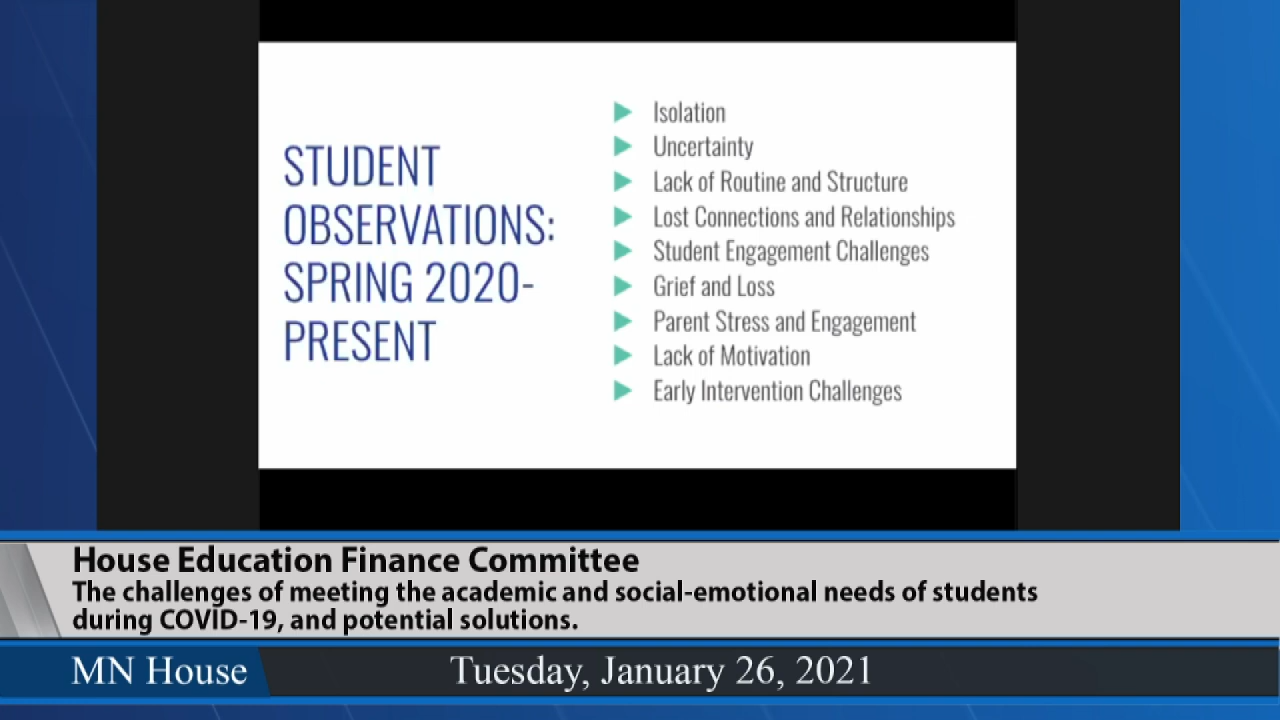 STUDENT
OBSERVATIONS:
SPRING 2020-
PRESENT
Isolation
Uncertainty
Lack of Routine and Structure
Lost Connections and Relationships
Student Engagement Challenges
Grief and Loss
Parent Stress and Engagement
Lack of Motivation
Early Intervention Challenges
House Education Finance Committee
The challenges of meeting the academic and social-emotional needs of students
during COVID-19, and potential solutions.
MN House
Tuesday, January 26, 2021